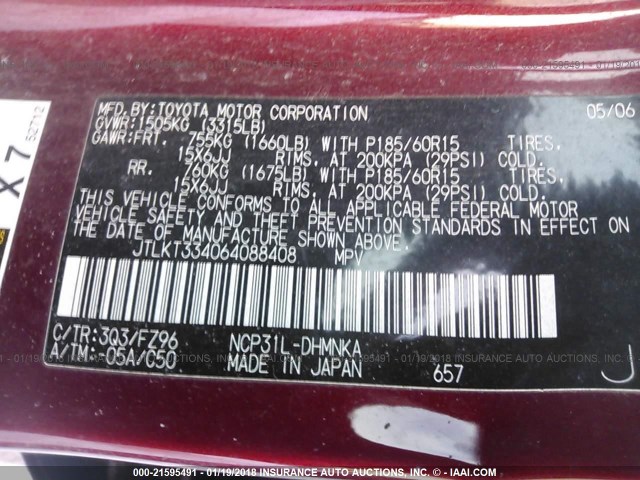 MFD.BY:TOYOTA MOTOR CORPORATION 05/06
GVWR:1505KG (3315LB)
GAWR:FRT. 755KG (1660LB) WITH P185/60R15 TIRES,
15X6JJ RIMS, AT 200KPA (29PSI) COLD.
RR. 760KG (1675LB) WITH P185/60R15 TIRES,
15X6JJ RIMS, AT 200KPA (29PSI) COLD.
THIS VEHICLE CONFORMS TO ALL APPLICABLE FEDERAL MOTOR
VEHICLE SAFETY AND THEFT PREVENTION STANDARDS IN EFFECT ON
THE DATE OF MANUFACTURE SHOWN ABOVE.
JTLKT334064088408 MPV
C/TR:3Q3/FZ96 NCP31L-DHMNKA
A/TM:-05A/C50 MADE IN JAPAN 657 J
X 7 52712
000-21595491 - 01/19/2018 INSURANCE AUTO AUCTIONS, INC. © - IAAI.COM